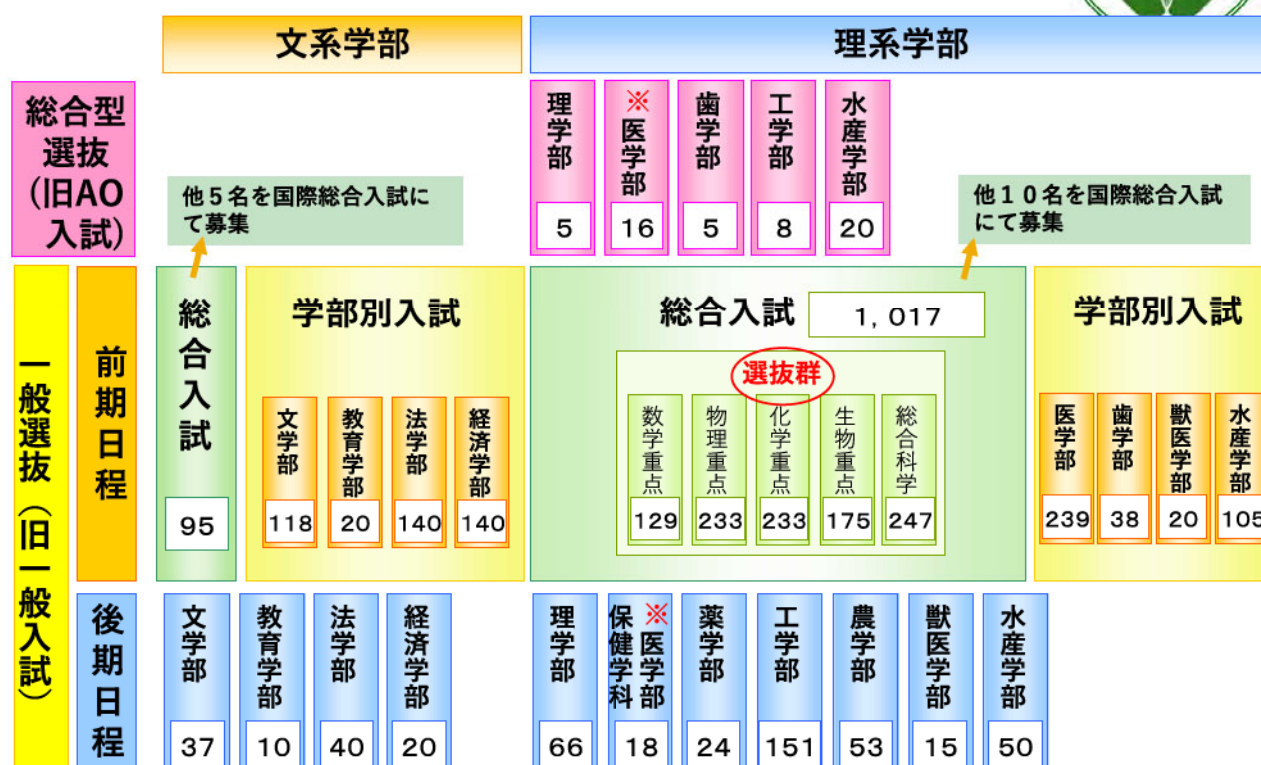 文系学部
理系学部
総合型
選抜
(旧AO
入試)
理学部
5
※医学部
16
歯学部
5
工学部
8
水産学部
20
他5名を国際総合入試に
て募集
他10名を国際総合入試
にて募集
一般選抜(旧一般入試)
前期日程
総合入試
95
学部別入試
文学部
118
教育学部
20
法学部
140
経済学部
140
総合入試
1,017
選抜群
数学重点
129
物理重点
233
化学重点
233
生物重点
175
総合科学
247
学部別入試
医学部
239
歯学部
38
獣医学部
20
水産学部
105
後期日程
文学部
37
教育学部
10
法学部
40
経済学部
20
理学部
66
※医学部
保健学科
18
薬学部
24
工学部
151
農学部
53
獣医学部
15
水産学部
50